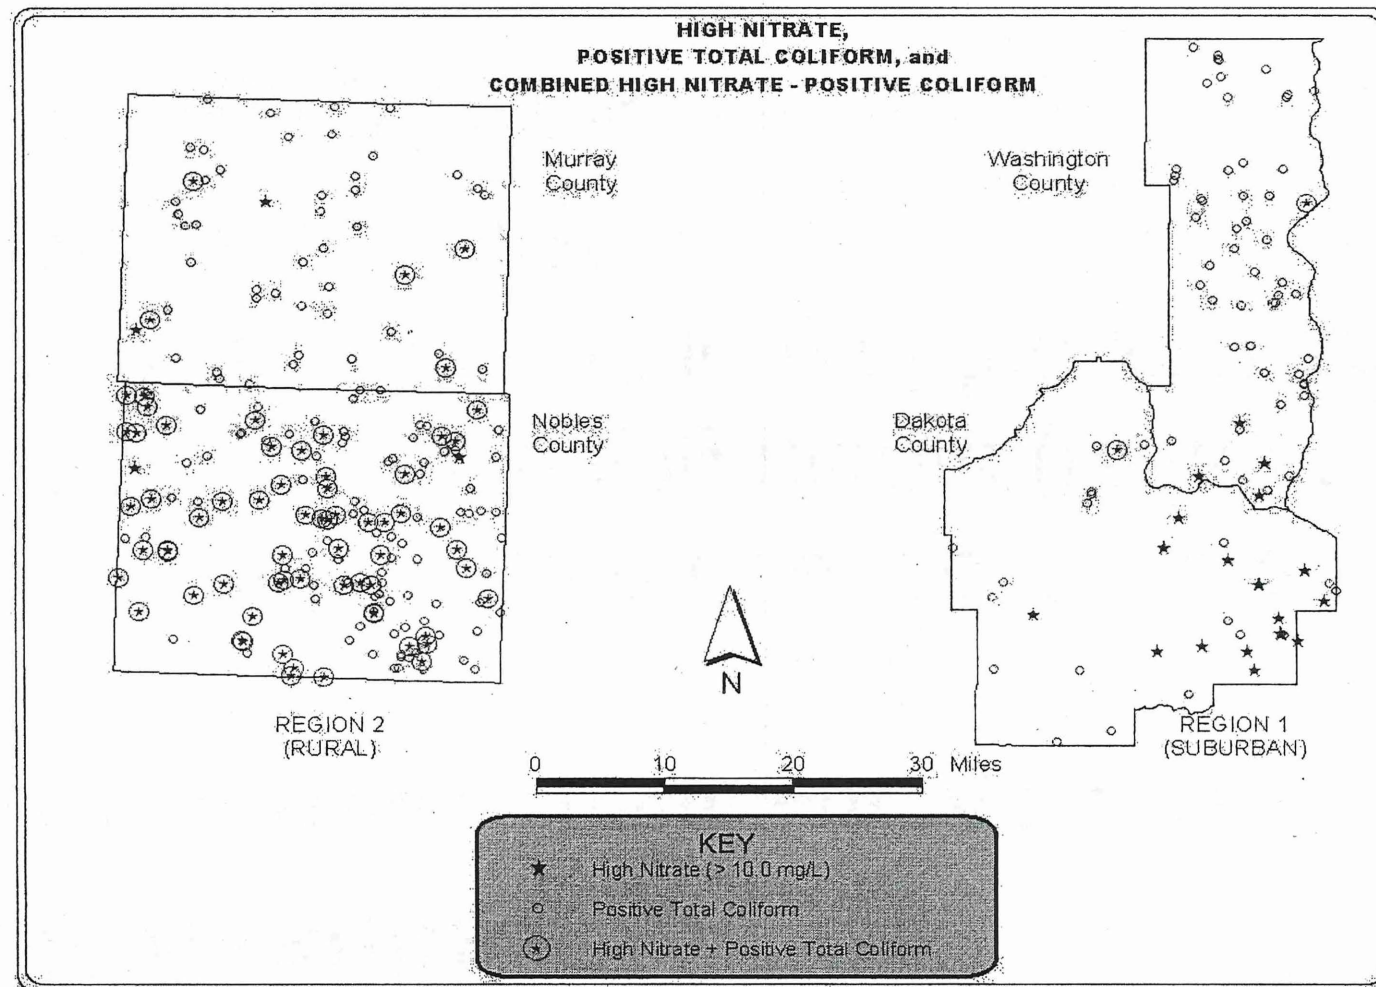 HIGH NITRATE,
POSITIVE TOTAL COLIFORM, and
COMBINED HIGH NITRATE - POSITIVE COLIFORM
Murray
County
Washington
County
Nobles
County
Dakota
County
N
REGION 2
(RURAL)
REGION 1
(SUBURBAN)
0 10 20 30 Miles
KEY
High Nitrate (> 10.0 mg/L)
Positive Total Coliform
High Nitrate + Positive Total Coliform